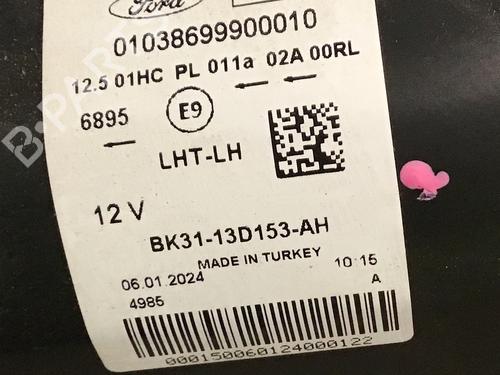 Ford
01038699900010
12.5 01HC PL 011a 02A 00RL
6895 E9
LHT-LH
12 V
BK31-13D153-AH
MADE IN TURKEY
06.01.2024 10:15
4985 A
000150060124000122
B-PARTS